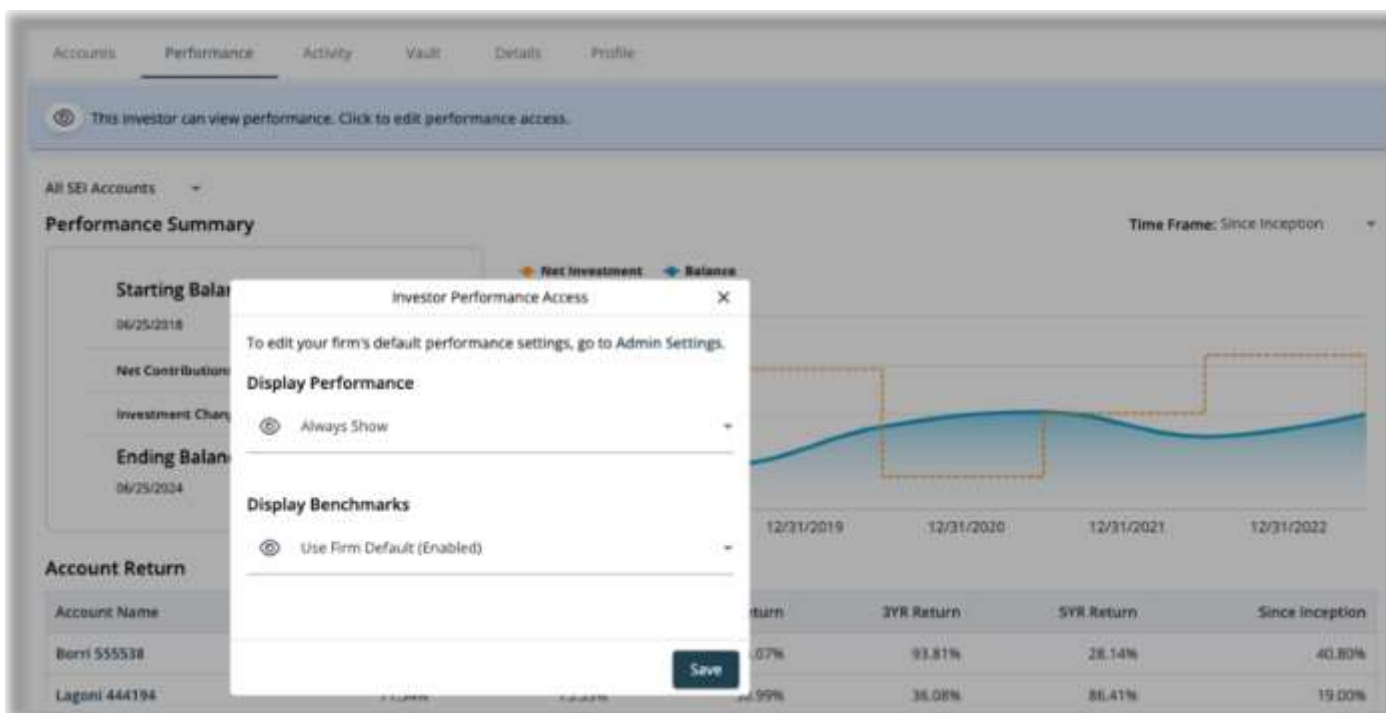 Accounts Performance Activity Vault Details Profile
This investor can view performance. Click to edit performance access.
All SEI Accounts
Performance Summary
Time Frame: Since Inception
Net Investment Balance
Starting Balan
06/25/2018
Net Contribution
Investment Chan
Ending Balan
06/25/2024
Investor Performance Access
To edit your firm's default performance settings, go to Admin Settings.
Display Performance
Always Show
Display Benchmarks
Use Firm Default (Enabled)
Save
12/31/2019 12/31/2020 12/31/2021 12/31/2022
Account Return
Account Name 3YR Return 5YR Return Since Inception
Borri 555538 .07% 93.81% 28.14% 40.80%
Lagoni 444194 .99% 36.08% 86.41% 19.00%